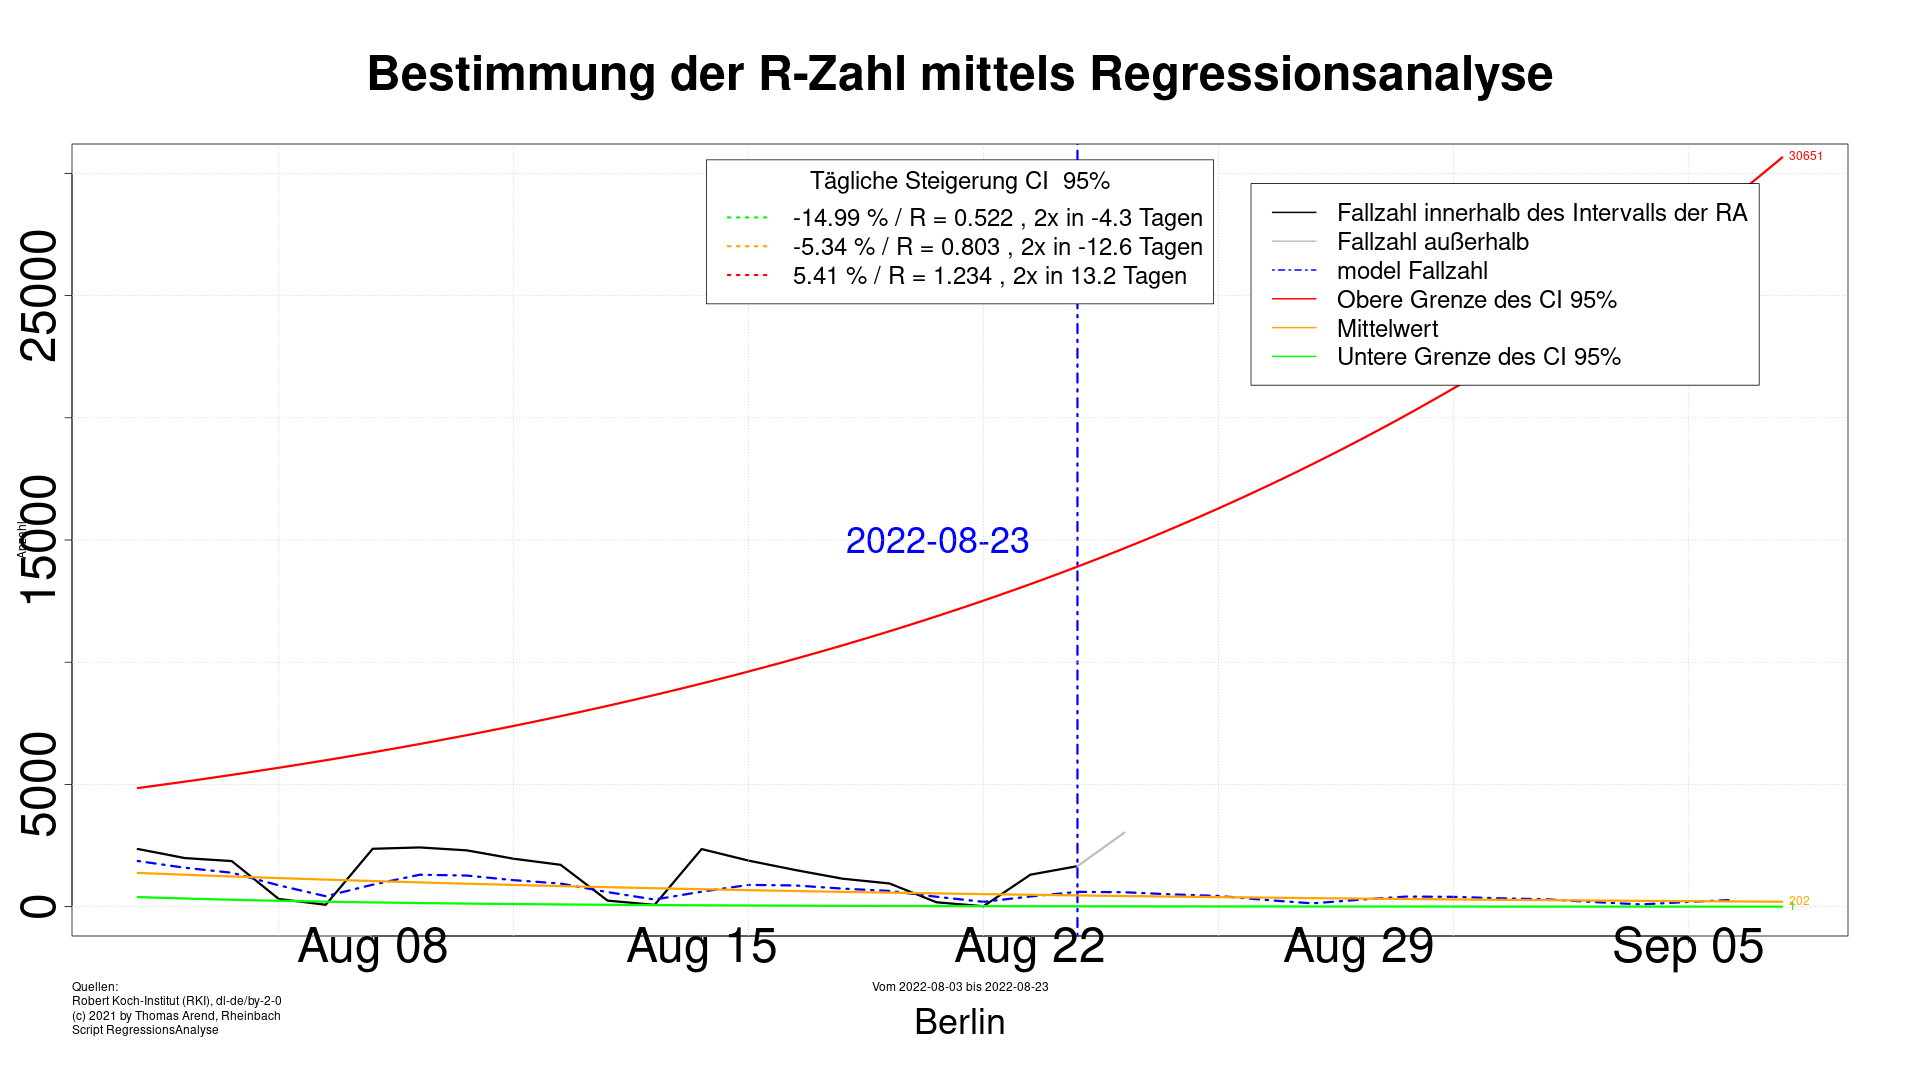 Bestimmung der R-Zahl mittels Regressionsanalyse
30651
Tägliche Steigerung CI  95%
-14.99 % / R = 0.522 , 2x in -4.3 Tagen
-5.34 % / R = 0.803 , 2x in -12.6 Tagen
5.41 % / R = 1.234 , 2x in 13.2 Tagen
Fallzahl innerhalb des Intervalls der RA
Fallzahl außerhalb
model Fallzahl
Obere Grenze des CI 95%
Mittelwert
Untere Grenze des CI 95%
25000
15000
5000
0
Anzahl
2022-08-23
202
1
Aug 08
Aug 15
Aug 22
Aug 29
Sep 05
Quellen:
Robert Koch-Institut (RKI), dl-de/by-2-0
(c) 2021 by Thomas Arend, Rheinbach
Script RegressionsAnalyse
Vom 2022-08-03 bis 2022-08-23
Berlin